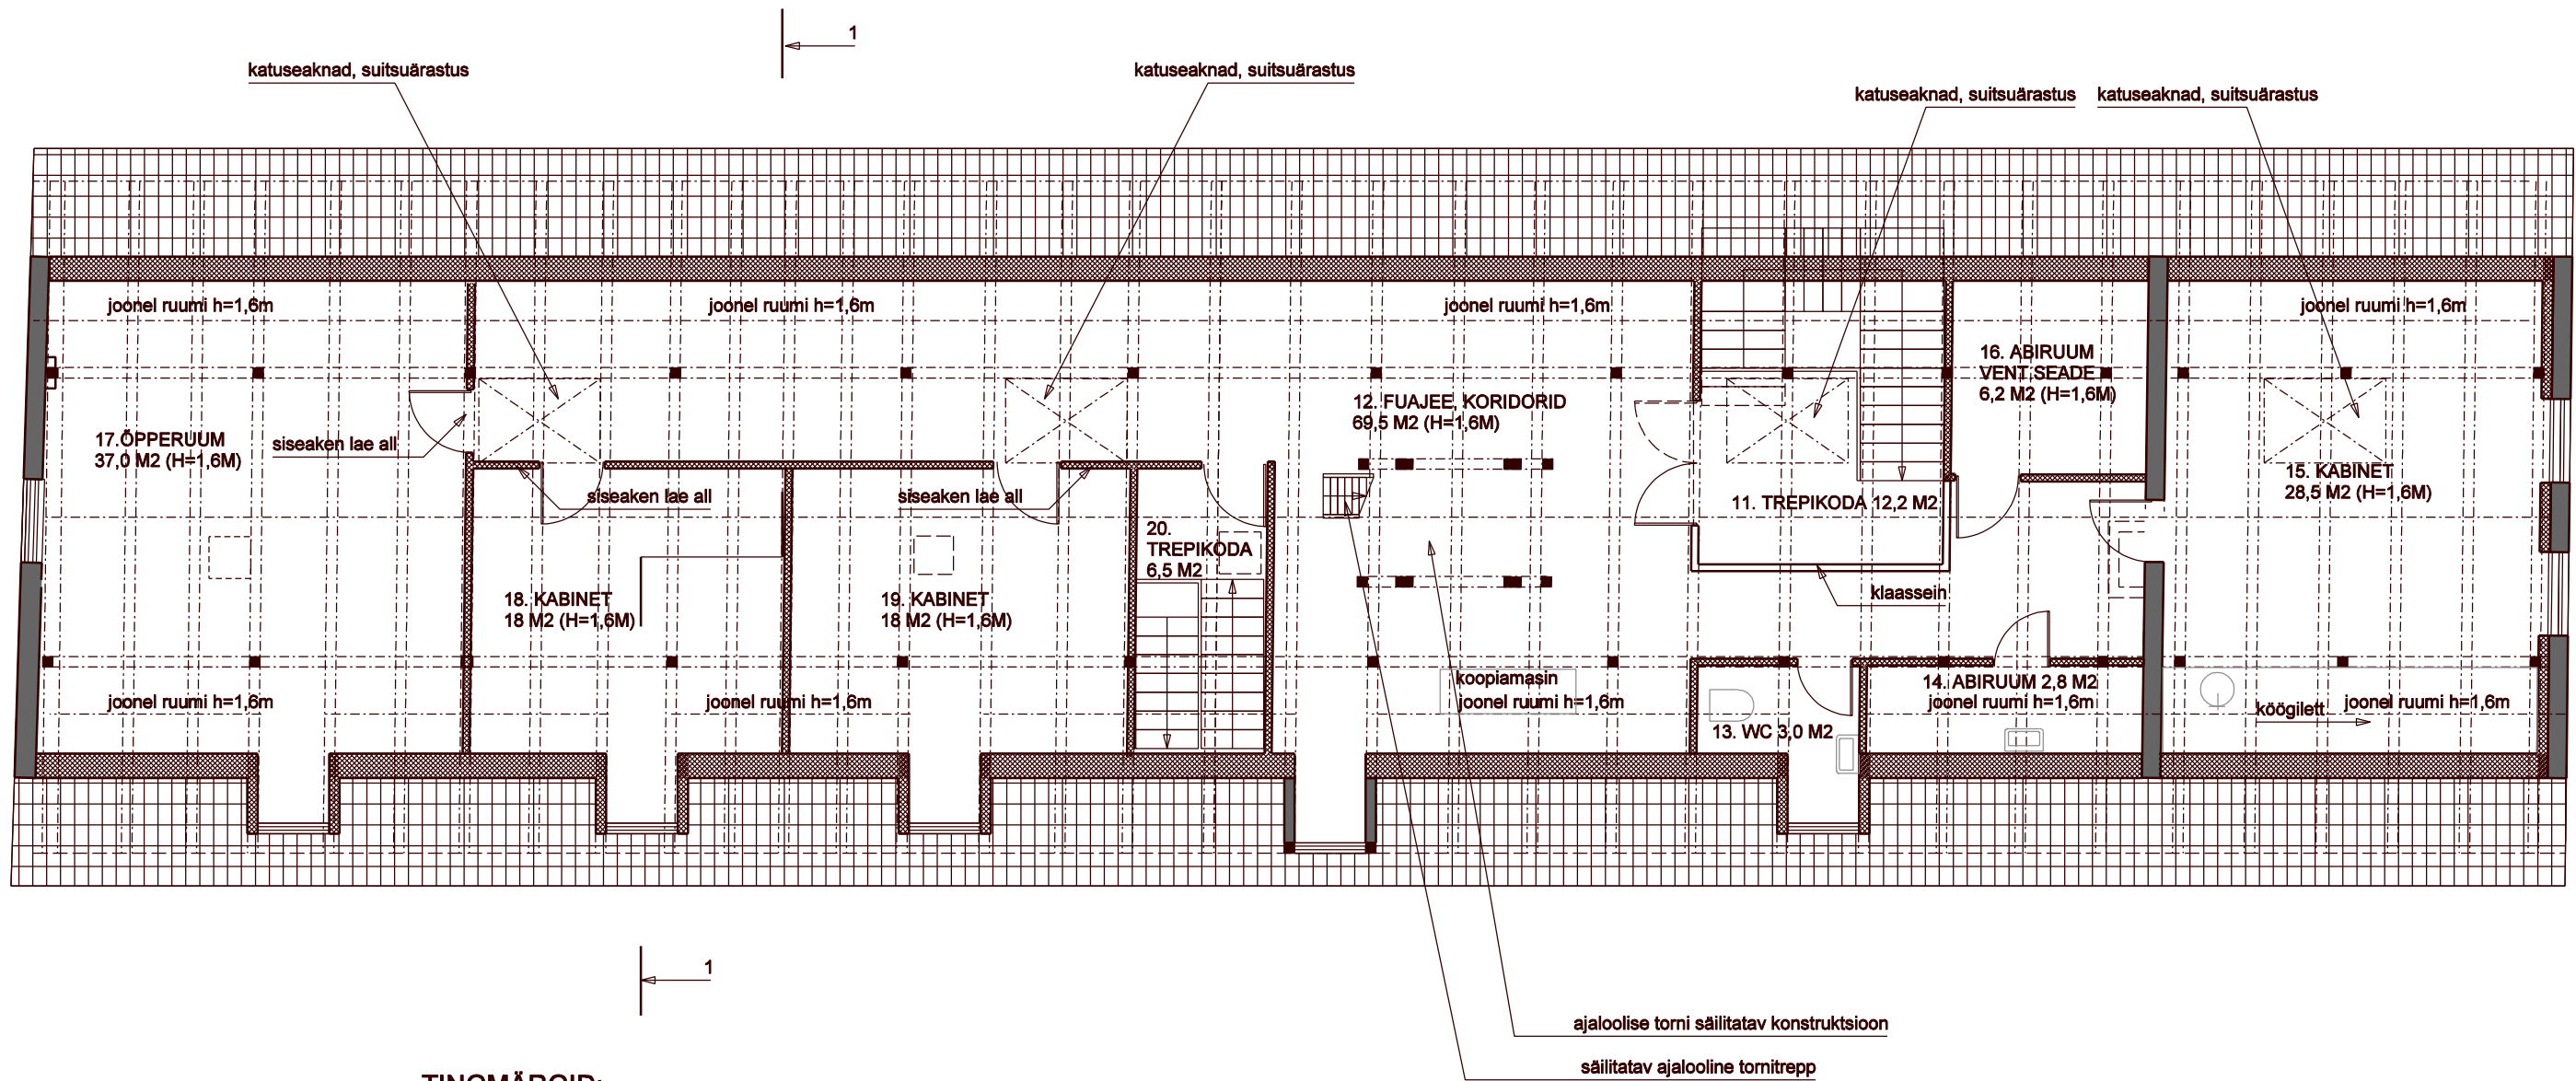 1
katuseaknad, suitsuärastus
katuseaknad, suitsuärastus
katuseaknad, suitsuärastus
katuseaknad, suitsuärastus
joonel ruumi h=1,6m
joonel ruumi h=1,6m
joonel ruumi h=1,6m
joonel ruumi h=1,6m
16. ABIRUUM
VENT.SEADE
6,2 M2 (H=1,6M)
12. FUAJEE, KORIDORID
69,5 M2 (H=1,6M)
17.ÕPPERUUM
37,0 M2 (H=1,6M)
siseaken lae all
siseaken lae all
siseaken lae all
15. KABINET
28,5 M2 (H=1,6M)
11. TREPIKODA 12,2 M2
20.
TREPIKODA
6,5 M2
18. KABINET
18 M2 (H=1,6M)
19. KABINET
18 M2 (H=1,6M)
klaassein
koopiamasin
joonel ruumi h=1,6m
joonel ruumi h=1,6m
joonel ruumi h=1,6m
14. ABIRUUM 2,8 M2
joonel ruumi h=1,6m
köögilett
joonel ruumi h=1,6m
13. WC 3,0 M2
1
ajaloolise torni säilitatav konstruktsioon
säilitatav ajalooline tornitrepp